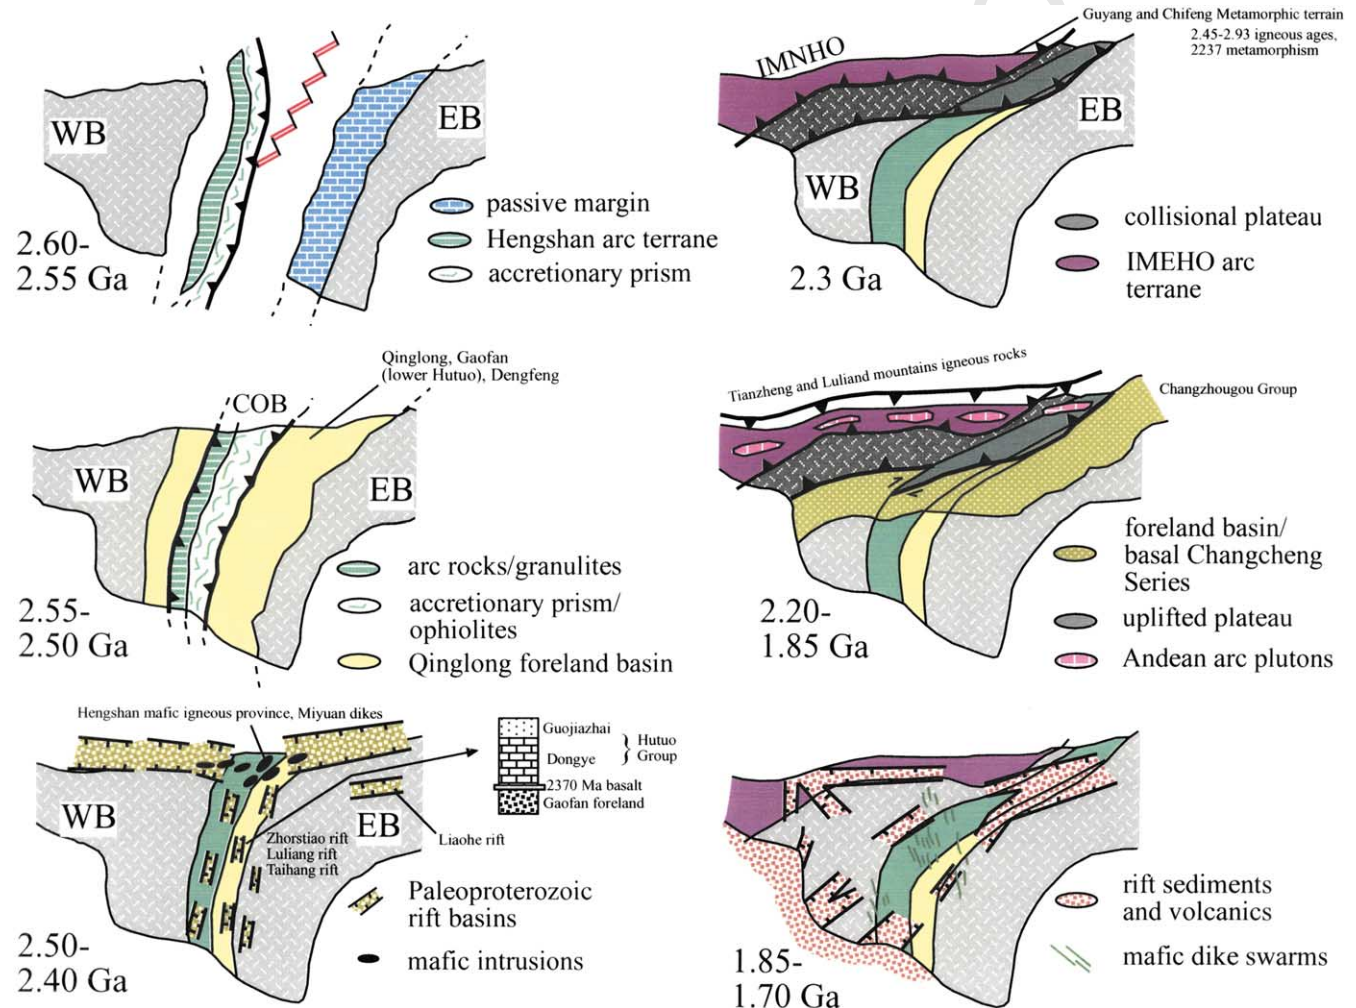 WB
EB
passive margin
Hengshan arc terrane
accretionary prism
2.60-
2.55 Ga
Guyang and Chifeng Metamorphic terrain
2.45-2.93 igneous ages,
2237 metamorphism
IMNHO
EB
WB
collisional plateau
IMEHO arc
terrane
2.3 Ga
Qinglong, Gaofan
(lower Hutuo), Dengfeng
COB
WB
EB
arc rocks/granulites
accretionary prism/
ophiolites
Qinglong foreland basin
2.55-
2.50 Ga
Tianzheng and Luliand mountains igneous rocks
Changzhougou Group
foreland basin/
basal Changcheng
Series
uplifted plateau
Andean arc plutons
2.20-
1.85 Ga
Hengshan mafic igneous province, Miyuan dikes
Guojiazhai
Dongye
Hutuo
Group
2370 Ma basalt
Gaofan foreland
WB
EB
Zhorstiao rift
Luliang rift
Taihang rift
Liaohe rift
Paleoproterozoic
rift basins
mafic intrusions
2.50-
2.40 Ga
rift sediments
and volcanics
mafic dike swarms
1.85-
1.70 Ga